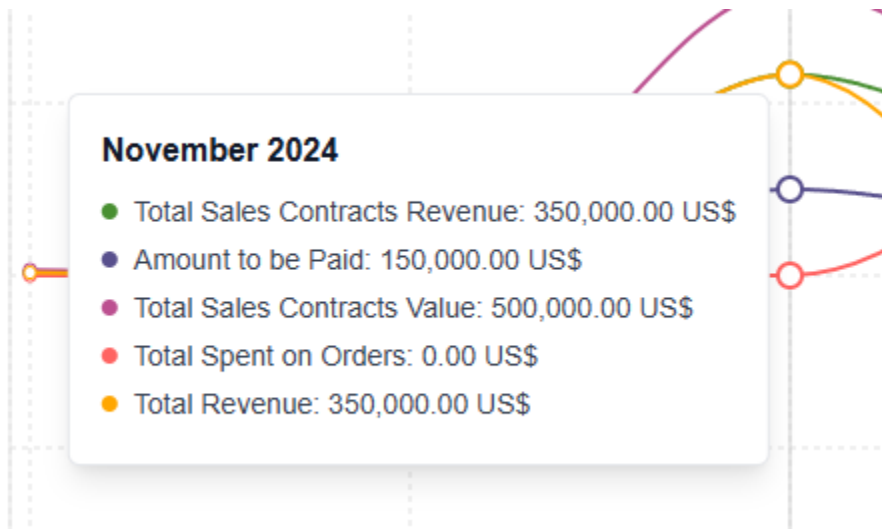 November 2024
Total Sales Contracts Revenue: 350,000.00 US$
Amount to be Paid: 150,000.00 US$
Total Sales Contracts Value: 500,000.00 US$
Total Spent on Orders: 0.00 US$
Total Revenue: 350,000.00 US$